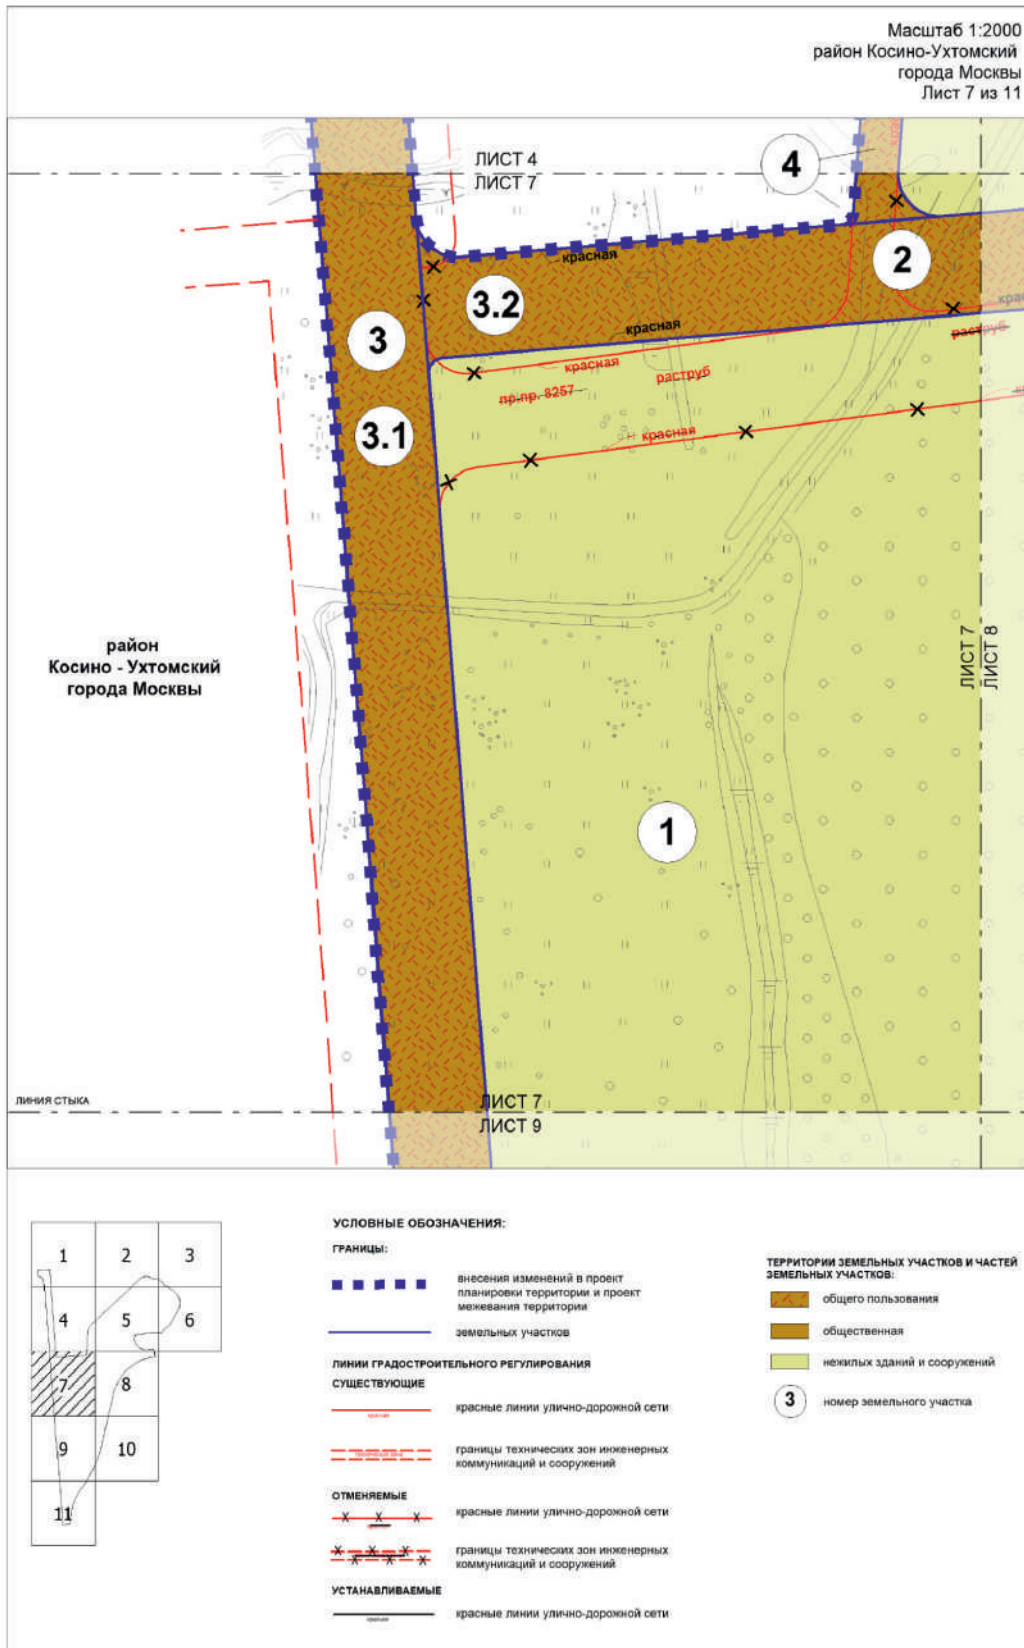 Масштаб 1:2000
район Косино-Ухтомский
города Москвы
Лист 7 из 11
ЛИСТ 4
ЛИСТ 7
4
2
красная
3.2
3
красная
красная
раструб
раструб
пр.пр. 8257
красная
3.1
район
Косино - Ухтомский
города Москвы
ЛИСТ 7
ЛИСТ 8
1
ЛИНИЯ СТЫКА
ЛИСТ 7
ЛИСТ 9
1 2 3
4 5 6
7 8
9 10
11
УСЛОВНЫЕ ОБОЗНАЧЕНИЯ:
ГРАНИЦЫ:
внесения изменений в проект
планировки территории и проект
межевания территории
земельных участков
ЛИНИИ ГРАДОСТРОИТЕЛЬНОГО РЕГУЛИРОВАНИЯ
СУЩЕСТВУЮЩИЕ
красные линии улично-дорожной сети
границы технических зон инженерных
коммуникаций и сооружений
ОТМЕНЯЕМЫЕ
красные линии улично-дорожной сети
границы технических зон инженерных
коммуникаций и сооружений
УСТАНАВЛИВАЕМЫЕ
красные линии улично-дорожной сети
ТЕРРИТОРИИ ЗЕМЕЛЬНЫХ УЧАСТКОВ И ЧАСТЕЙ
ЗЕМЕЛЬНЫХ УЧАСТКОВ:
общего пользования
общественная
нежилых зданий и сооружений
3
номер земельного участка